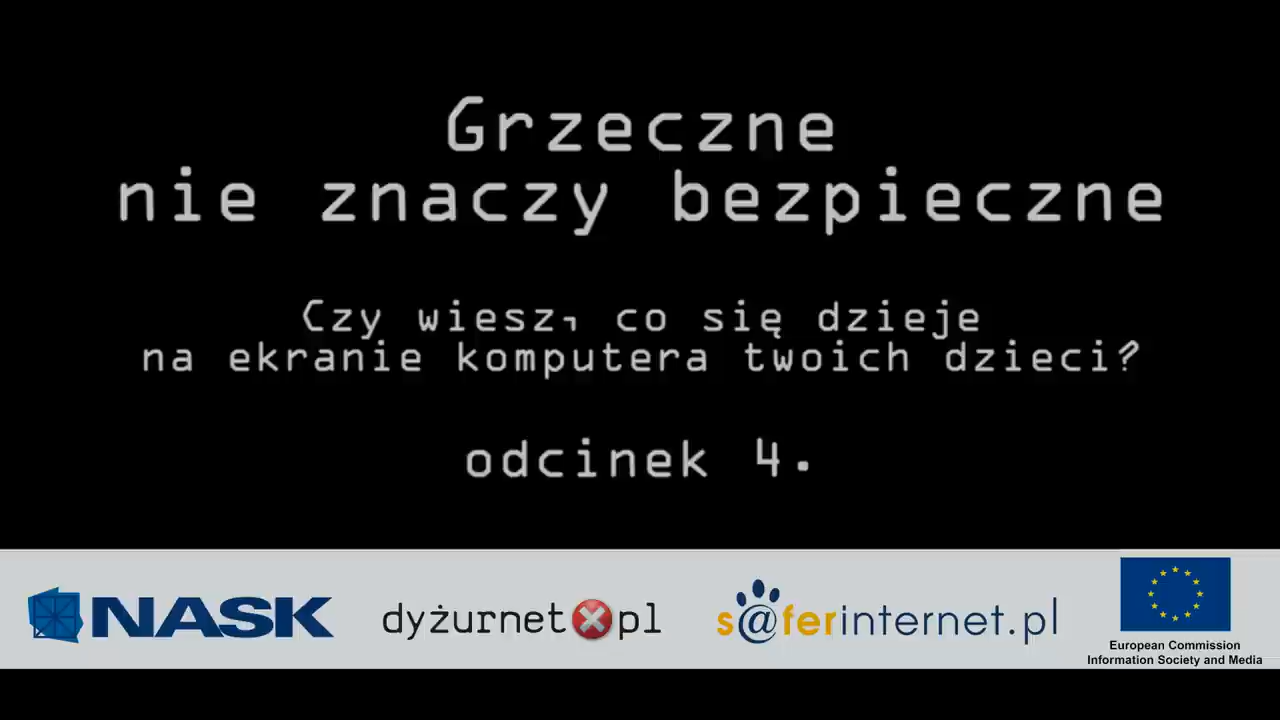 Grzeczne
nie znaczy bezpieczne
Czy wiesz, co się dzieje
na ekranie komputera twoich dzieci?
odcinek 4.
NASK
dyżurnet pl
s@ferinternet.pl
European Commission
Information Society and Media